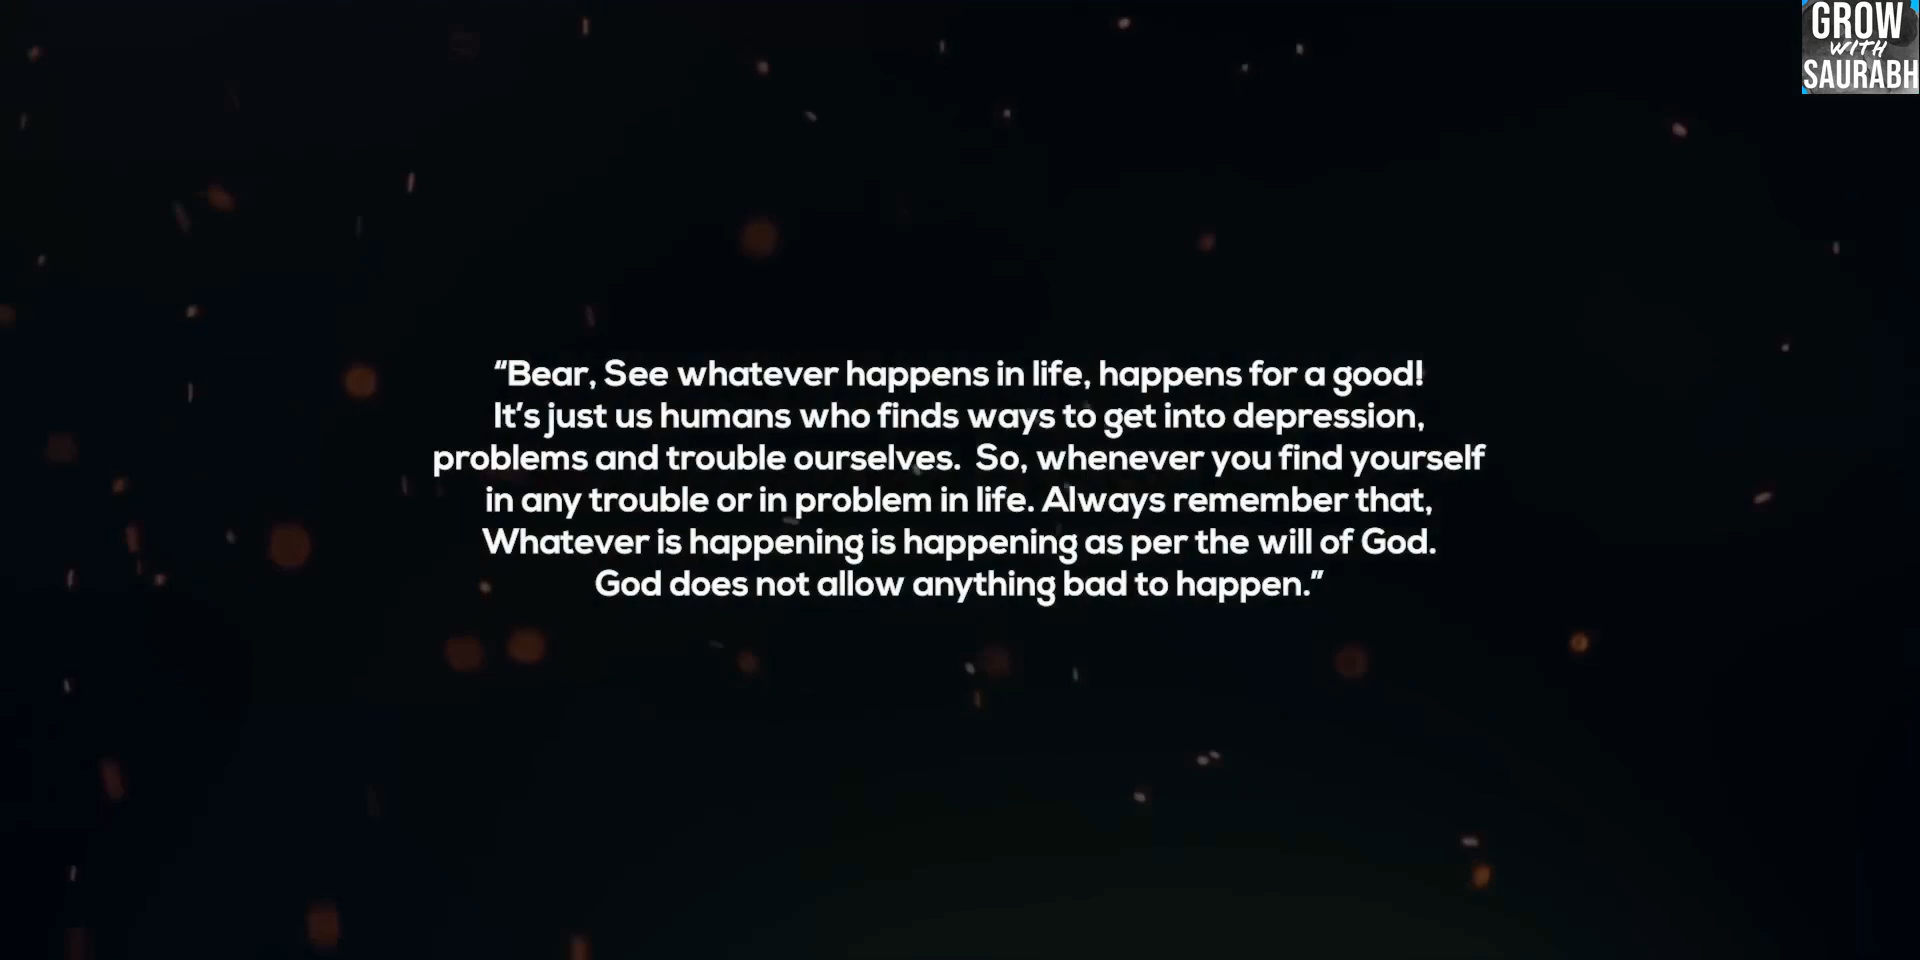 GROW
WITH
SAURABH
“Bear, See whatever happens in life, happens for a good!
It’s just us humans who finds ways to get into depression,
problems and trouble ourselves.  So, whenever you find yourself
in any trouble or in problem in life. Always remember that,
Whatever is happening is happening as per the will of God.
God does not allow anything bad to happen.”